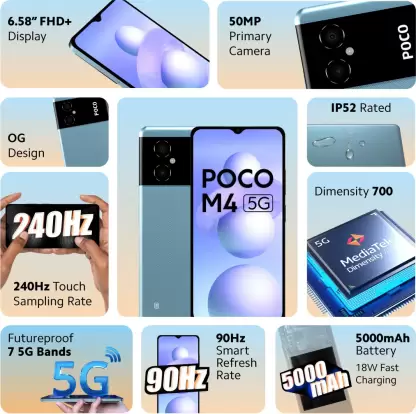 6.58" FHD+
Display
50MP
Primary
Camera
POCO
OG
Design
POCO
M4 5G
IP52 Rated
240Hz
240Hz Touch
Sampling Rate
Dimensity 700
5G
MediaTek
Dimensity
Futureproof
7 5G Bands
5G
90Hz
Smart
Refresh
Rate
90Hz
5000mAh
Battery
18W Fast
Charging
5000
mAh